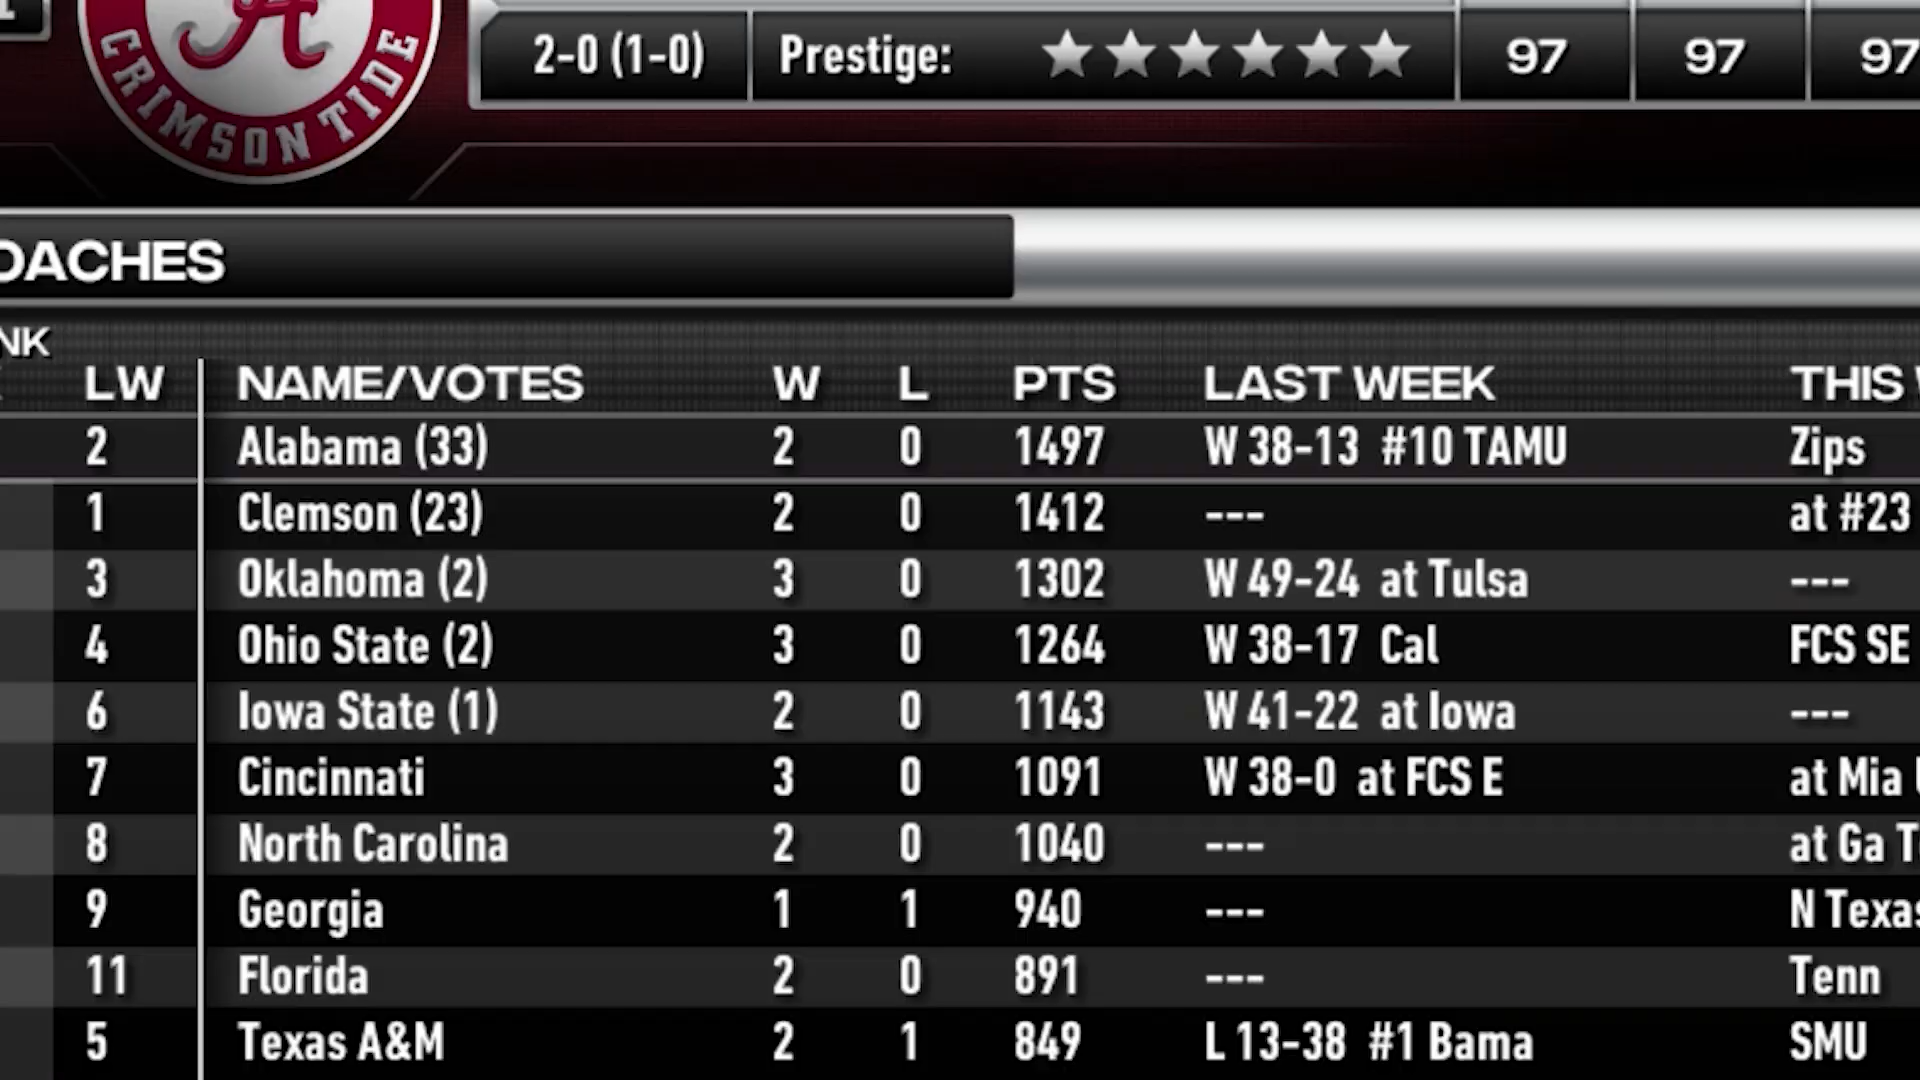 2-0 (1-0) Prestige: 97 97 97
CRIMSON TIDE
OACHES
NK
LW NAME/VOTES W L PTS LAST WEEK THIS
2 Alabama (33) 2 0 1497 W 38-13 #10 TAMU Zips
1 Clemson (23) 2 0 1412 --- at #23
3 Oklahoma (2) 3 0 1302 W 49-24 at Tulsa ---
4 Ohio State (2) 3 0 1264 W 38-17 Cal FCS SE
6 Iowa State (1) 2 0 1143 W 41-22 at Iowa ---
7 Cincinnati 3 0 1091 W 38-0 at FCS E at Mia
8 North Carolina 2 0 1040 --- at Ga T
9 Georgia 1 1 940 --- N Texas
11 Florida 2 0 891 --- Tenn
5 Texas A&M 2 1 849 L 13-38 #1 Bama SMU